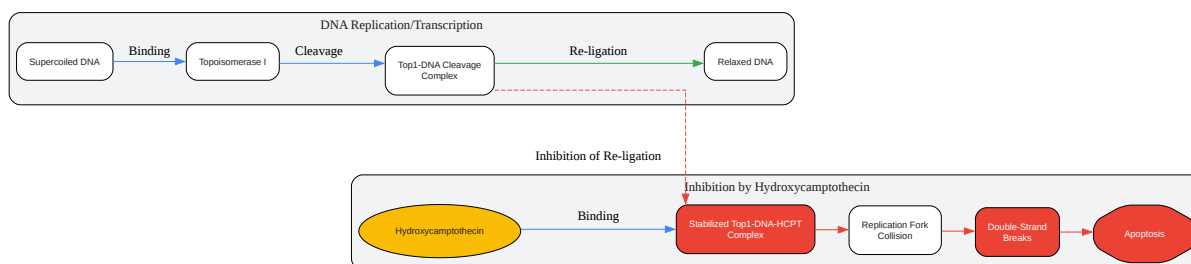 DNA Replication/Transcription
Supercoiled DNA
Binding
Topoisomerase I
Cleavage
Top1-DNA Cleavage
Complex
Re-ligation
Relaxed DNA
Inhibition of Re-ligation
Inhibition by Hydroxycamptothecin
Hydroxycamptothecin
Binding
Stabilized Top1-DNA-HCPT
Complex
Replication Fork
Collision
Double-Strand
Breaks
Apoptosis